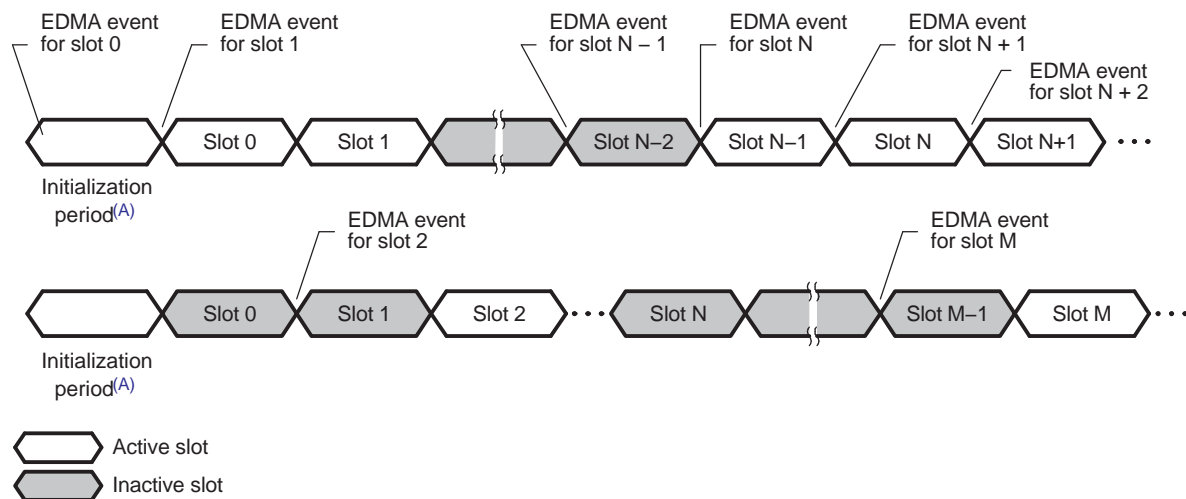 EDMA event
for slot 0
EDMA event
for slot 1
EDMA event
for slot N – 1
EDMA event
for slot N
EDMA event
for slot N + 1
EDMA event
for slot N + 2
Slot 0
Slot 1
Slot N–2
Slot N–1
Slot N
Slot N+1
Initialization
period(A)
EDMA event
for slot 2
EDMA event
for slot M
Slot 0
Slot 1
Slot 2
Slot N
Slot M–1
Slot M
Initialization
period(A)
Active slot
Inactive slot